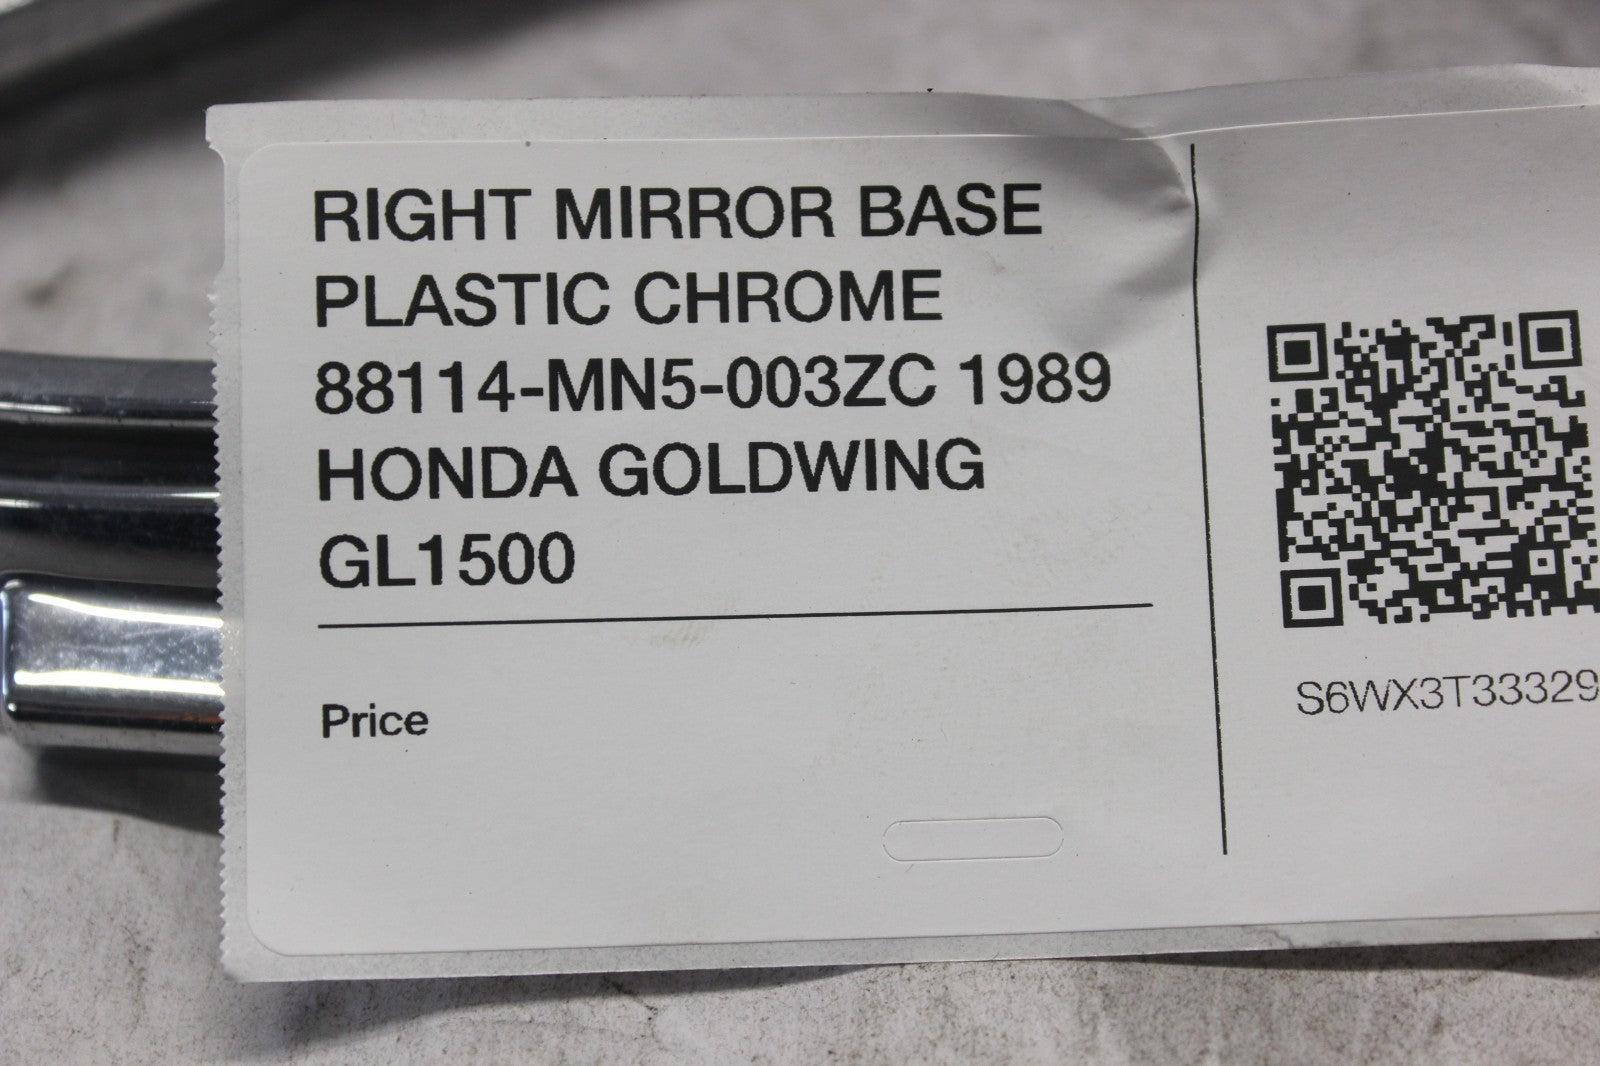 RIGHT MIRROR BASE
PLASTIC CHROME
88114-MN5-003ZC 1989
HONDA GOLDWING
GL1500
Price
S6WX3T33329